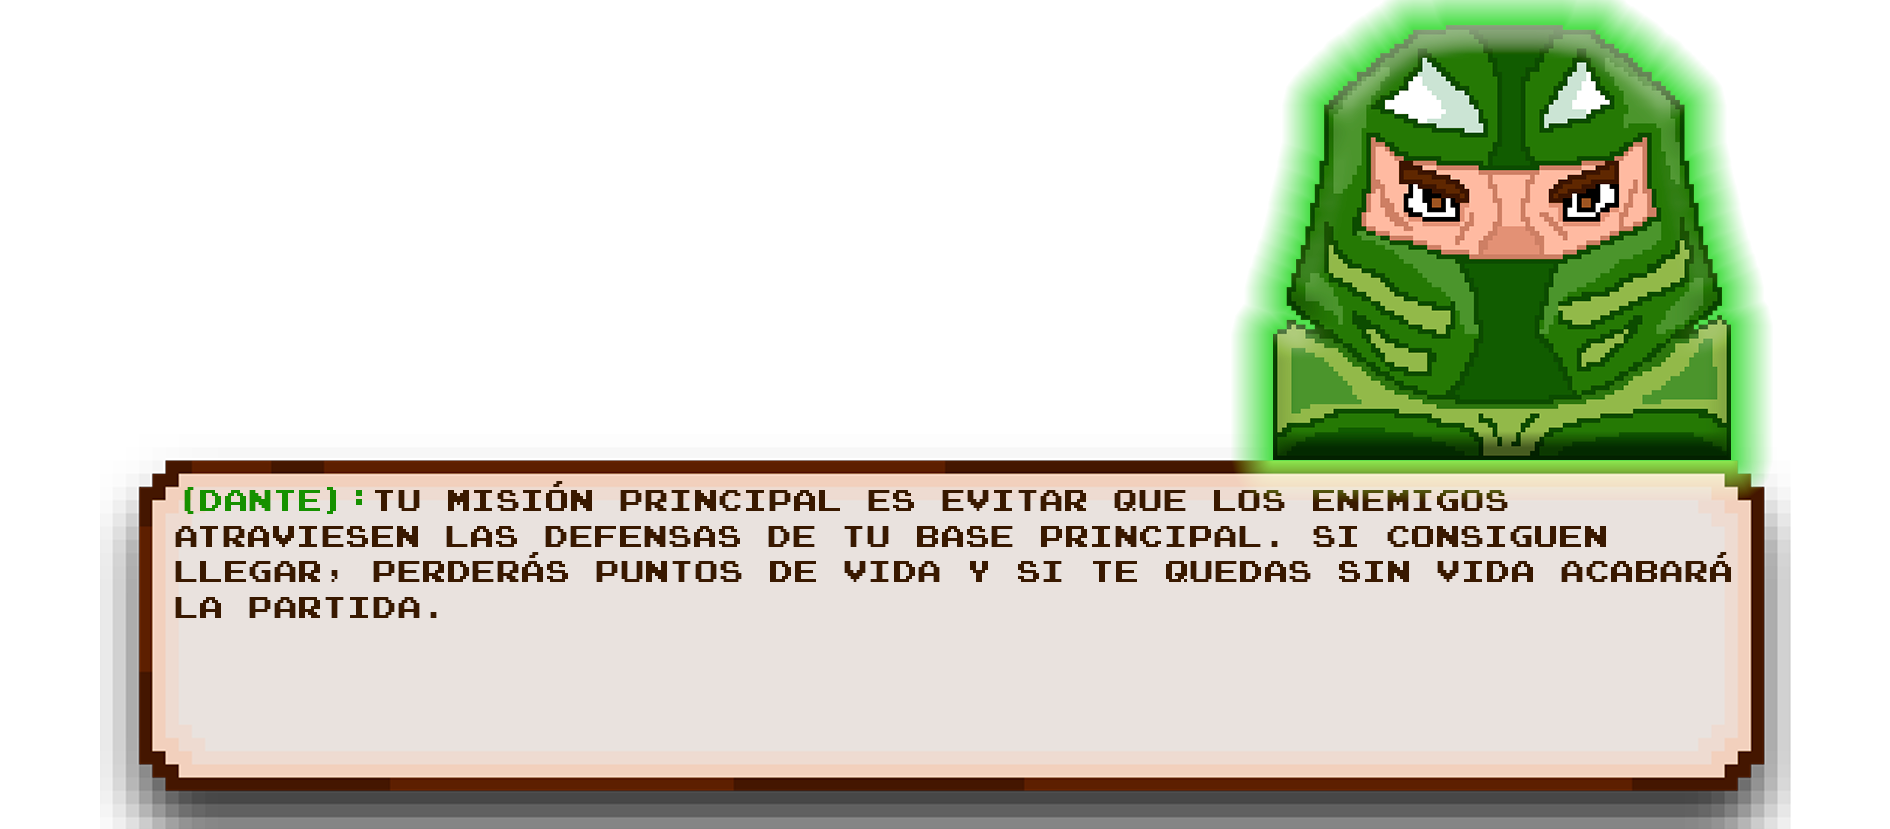 (DANTE):TU MISIÓN PRINCIPAL ES EVITAR QUE LOS ENEMIGOS
ATRAVIESEN LAS DEFENSAS DE TU BASE PRINCIPAL. SI CONSIGUEN
LLEGAR, PERDERÁS PUNTOS DE VIDA Y SI TE QUEDAS SIN VIDA ACABARÁ
LA PARTIDA.